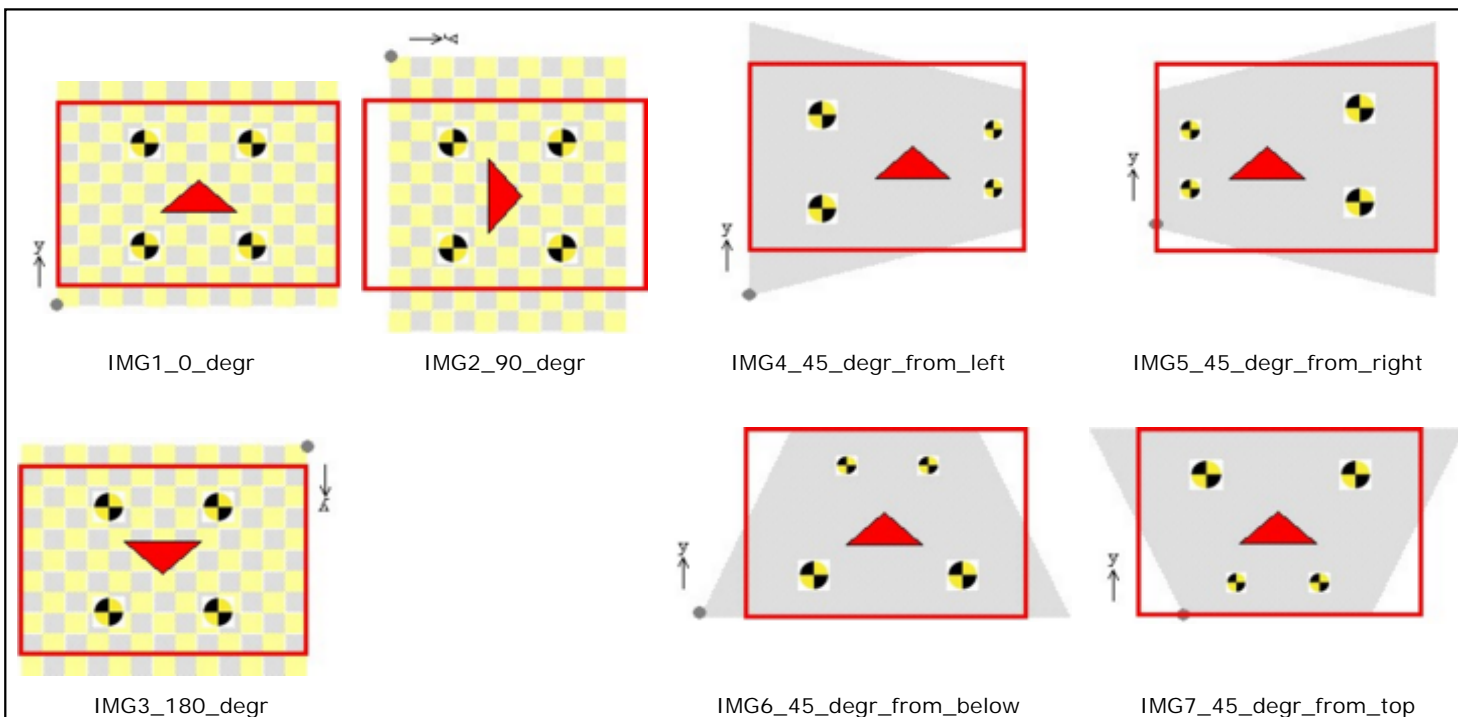 y
y
y
y
IMG1_0_degr
IMG2_90_degr
IMG4_45_degr_from_left
IMG5_45_degr_from_right
y
y
y
IMG3_180_degr
IMG6_45_degr_from_below
IMG7_45_degr_from_top